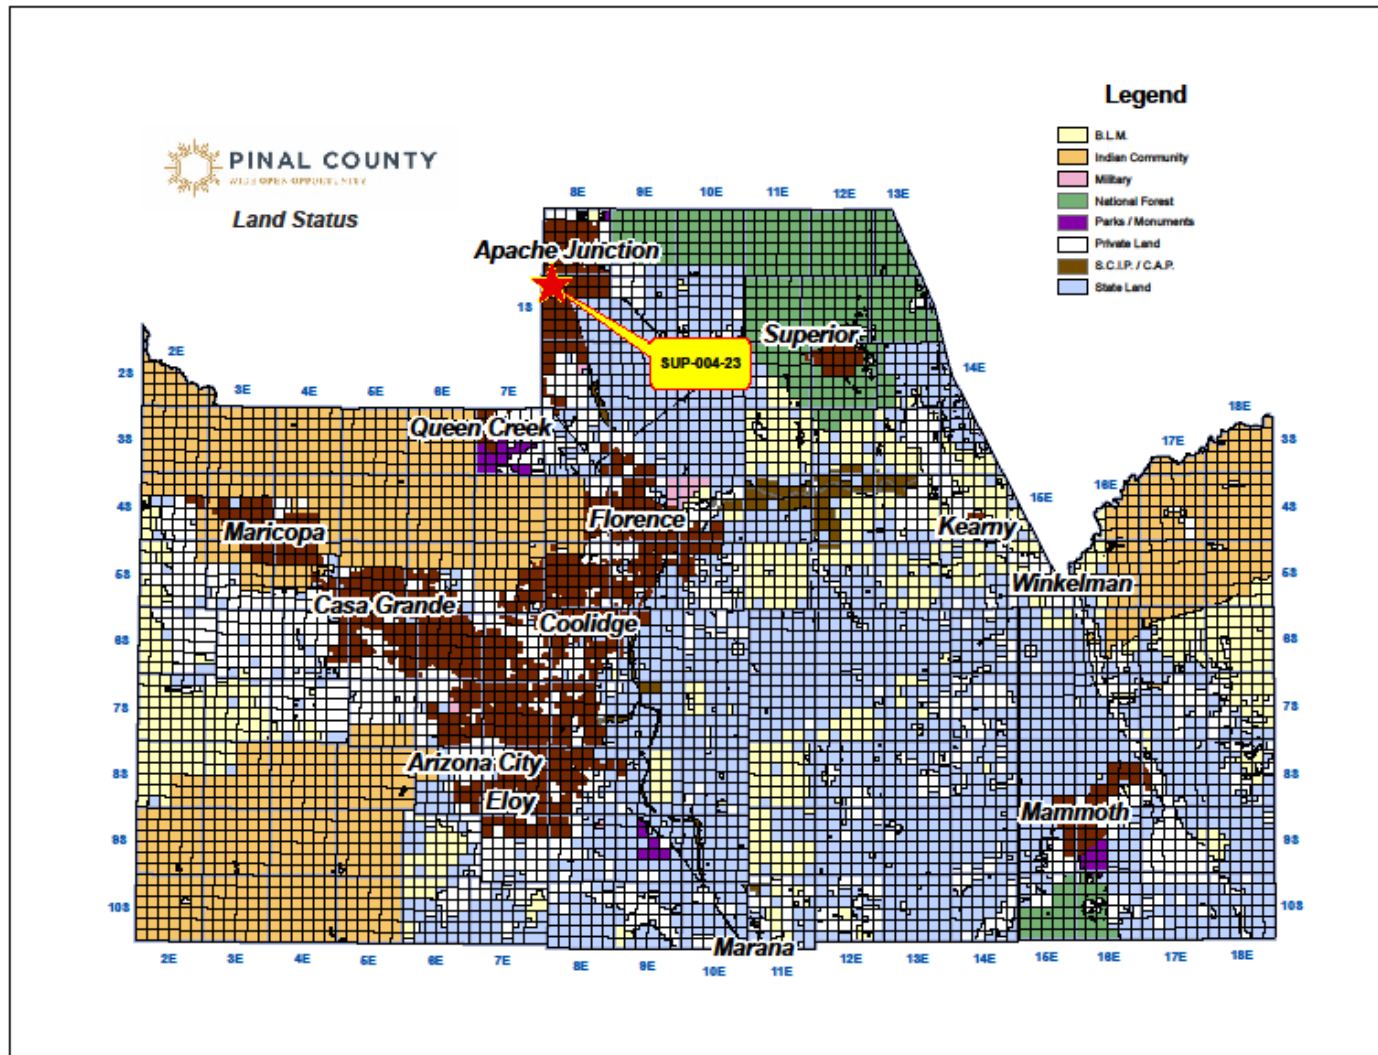 Legend
B.L.M.
Indian Community
Military
National Forest
Parks / Monuments
Private Land
S.C.I.P. / C.A.P.
State Land
PINAL COUNTY
WIDE OPEN OPPORTUNITY
Land Status
8E 9E 10E 11E 12E 13E
Apache Junction
1S
SUP-004-23
Superior
2E
2S
3E 4E 5E 6E 7E
14E
18E
Queen Creek
3S
17E
3S
16E
15E
4S
Maricopa
Florence
Kearny
4S
5S
Winkelman
5S
Casa Grande
Coolidge
6S
6S
7S
7S
Arizona City
8S
8S
Eloy
Mammoth
9S
9S
10S
10S
Marana
2E 3E 4E 5E 6E 7E 8E 9E 10E 11E 12E 13E 14E 15E 16E 17E 18E